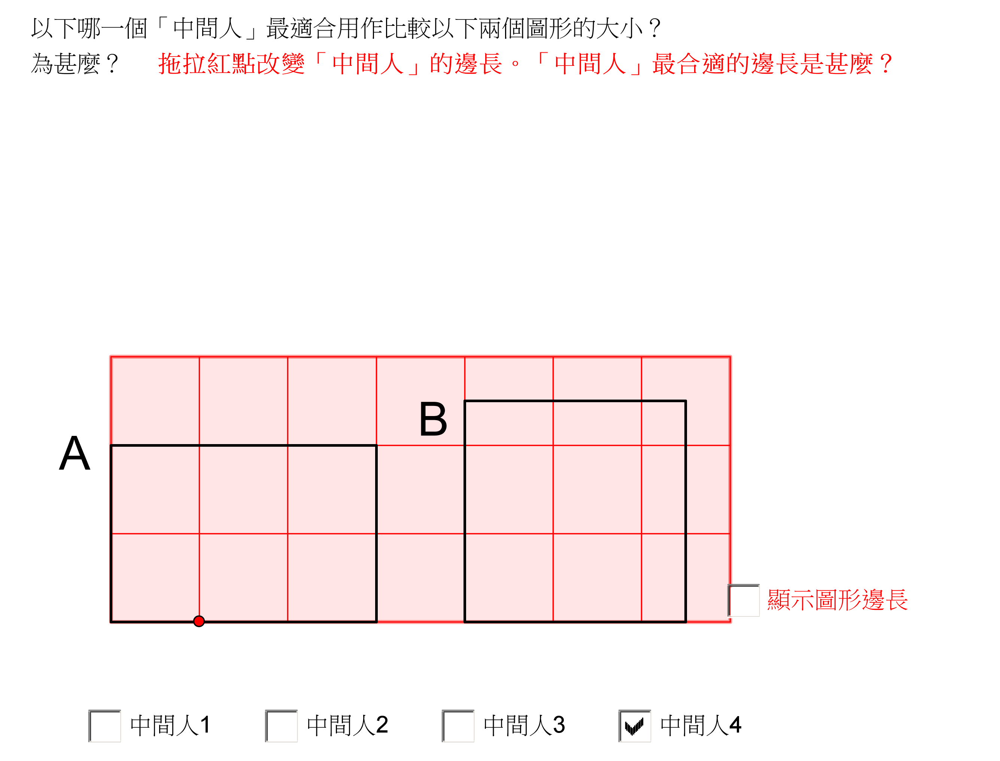 以下哪一個「中間人」最適合用作比較以下兩個圖形的大小？
為甚麼？ 拖拉紅點改變「中間人」的邊長。「中間人」最合適的邊長是甚麼？
B
A
顯示圖形邊長
中間人1 中間人2 中間人3 中間人4